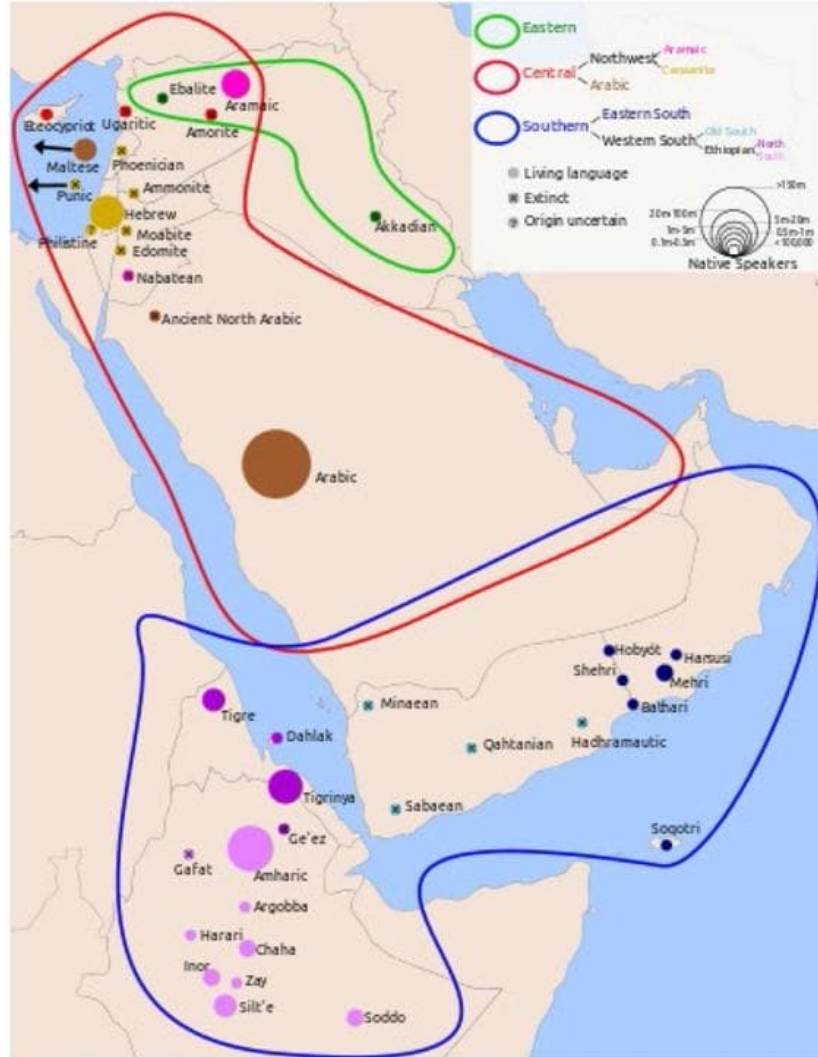 Eastern
Central
Northwest
Aramaic
Canaanite
Arabic
Southern
Eastern South
Western South
Old South
Ethiopian
North
South
Living language
Extinct
Origin uncertain
>150m
20m-100m
5m-20m
1m-5m
0.5m-1m
0.1m-0.5m
<100,000
Native Speakers
Ebalite
Aramaic
Eteocypriot
Ugaritic
Amorite
Maltese
Phoenician
Punic
Ammonite
Hebrew
Akkadian
Philistine
Moabite
Edomite
Nabatean
Ancient North Arabic
Arabic
Hobyót
Harsusi
Shehri
Mehri
Tigre
Minaean
Bathari
Dahlak
Qahtanian
Hadhramautic
Tigrinya
Sabaean
Ge'ez
Soqotri
Gafat
Amharic
Argobba
Harari
Chaha
Inor
Zay
Silt'e
Soddo